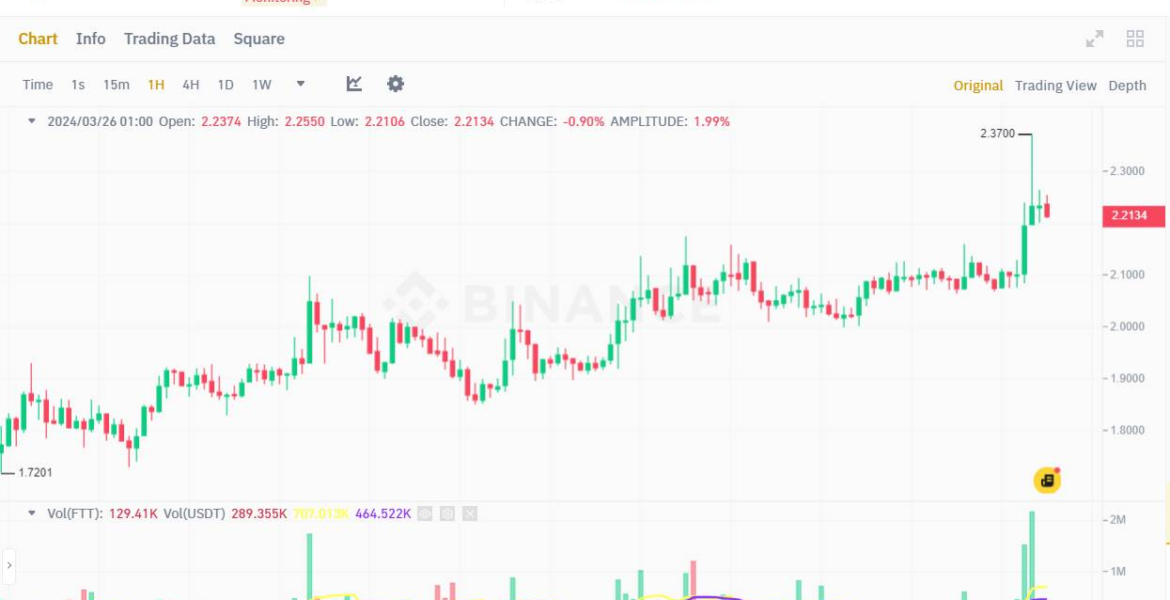 Monitoring
Chart Info Trading Data Square
Time 1s 15m 1H 4H 1D 1W
Original Trading View Depth
2024/03/26 01:00 Open: 2.2374 High: 2.2550 Low: 2.2106 Close: 2.2134 CHANGE: -0.90% AMPLITUDE: 1.99%
2.3700
2.3000
2.2134
2.1000
BINANCE
2.0000
1.9000
1.8000
1.7201
Vol(FTT): 129.41K Vol(USDT) 289.355K 707.013K 464.522K
2M
1M